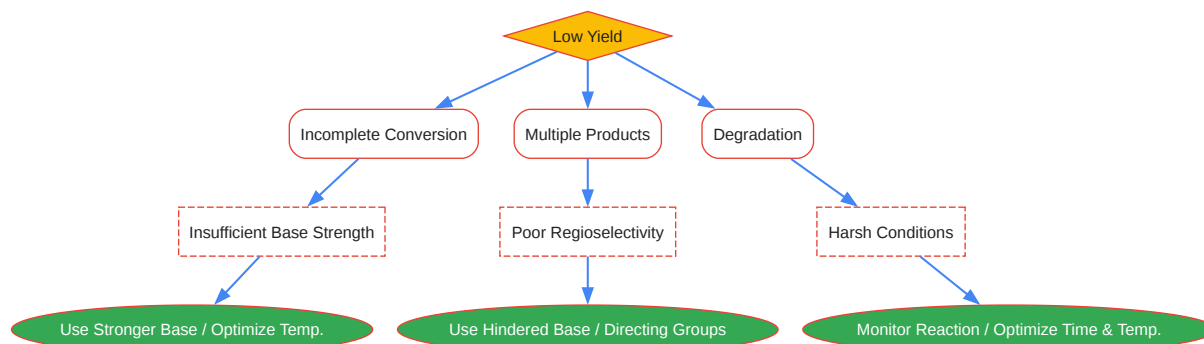 Low Yield
Incomplete Conversion
Multiple Products
Degradation
Insufficient Base Strength
Poor Regioselectivity
Harsh Conditions
Use Stronger Base / Optimize Temp.
Use Hindered Base / Directing Groups
Monitor Reaction / Optimize Time & Temp.